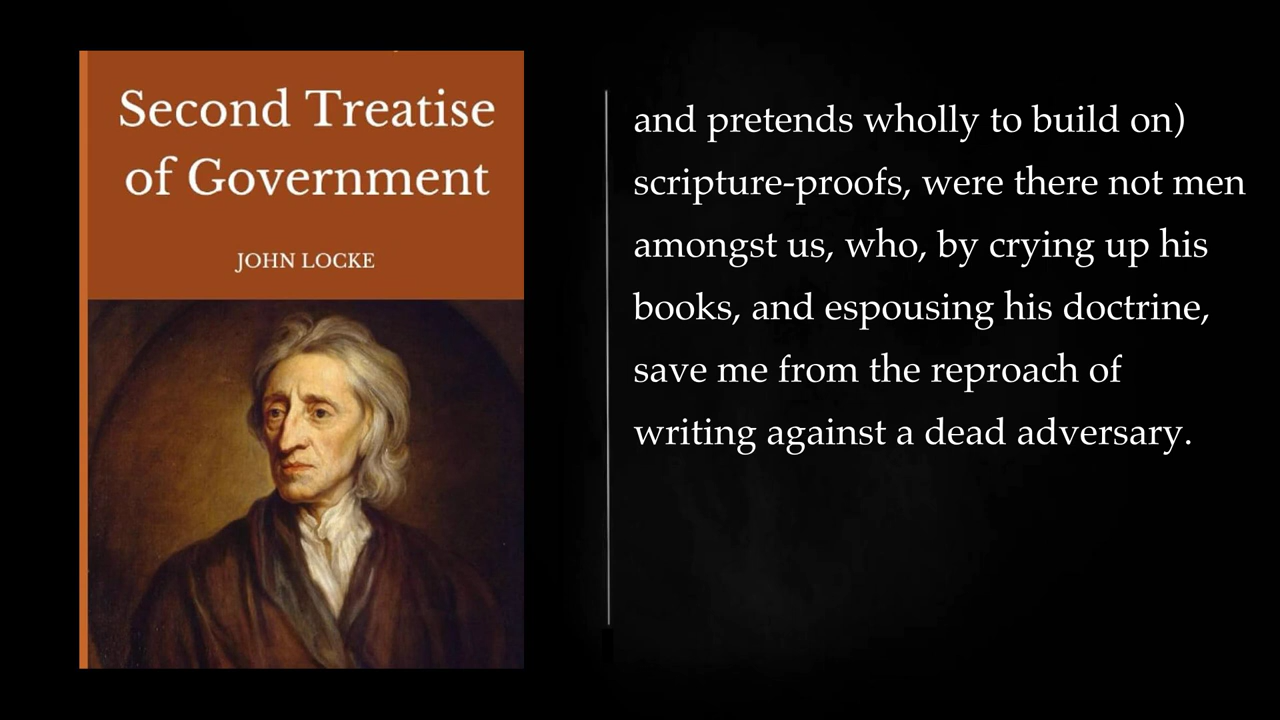 Second Treatise
of Government
JOHN LOCKE
and pretends wholly to build on)
scripture-proofs, were there not men
amongst us, who, by crying up his
books, and espousing his doctrine,
save me from the reproach of
writing against a dead adversary.